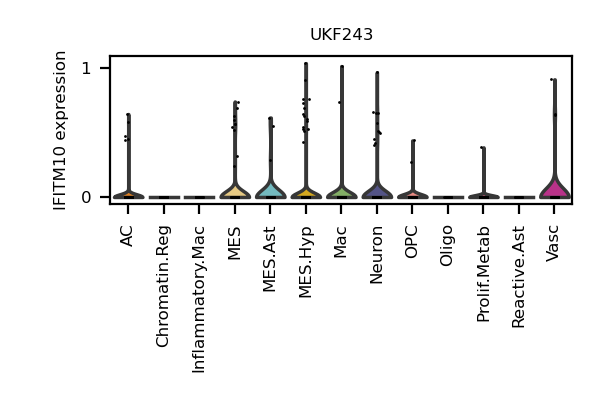 UKF243
IFITM10 expression
1
0
AC
Chromatin.Reg
Inflammatory.Mac
MES
MES.Ast
MES.Hyp
Mac
Neuron
OPC
Oligo
Prolif.Metab
Reactive.Ast
Vasc